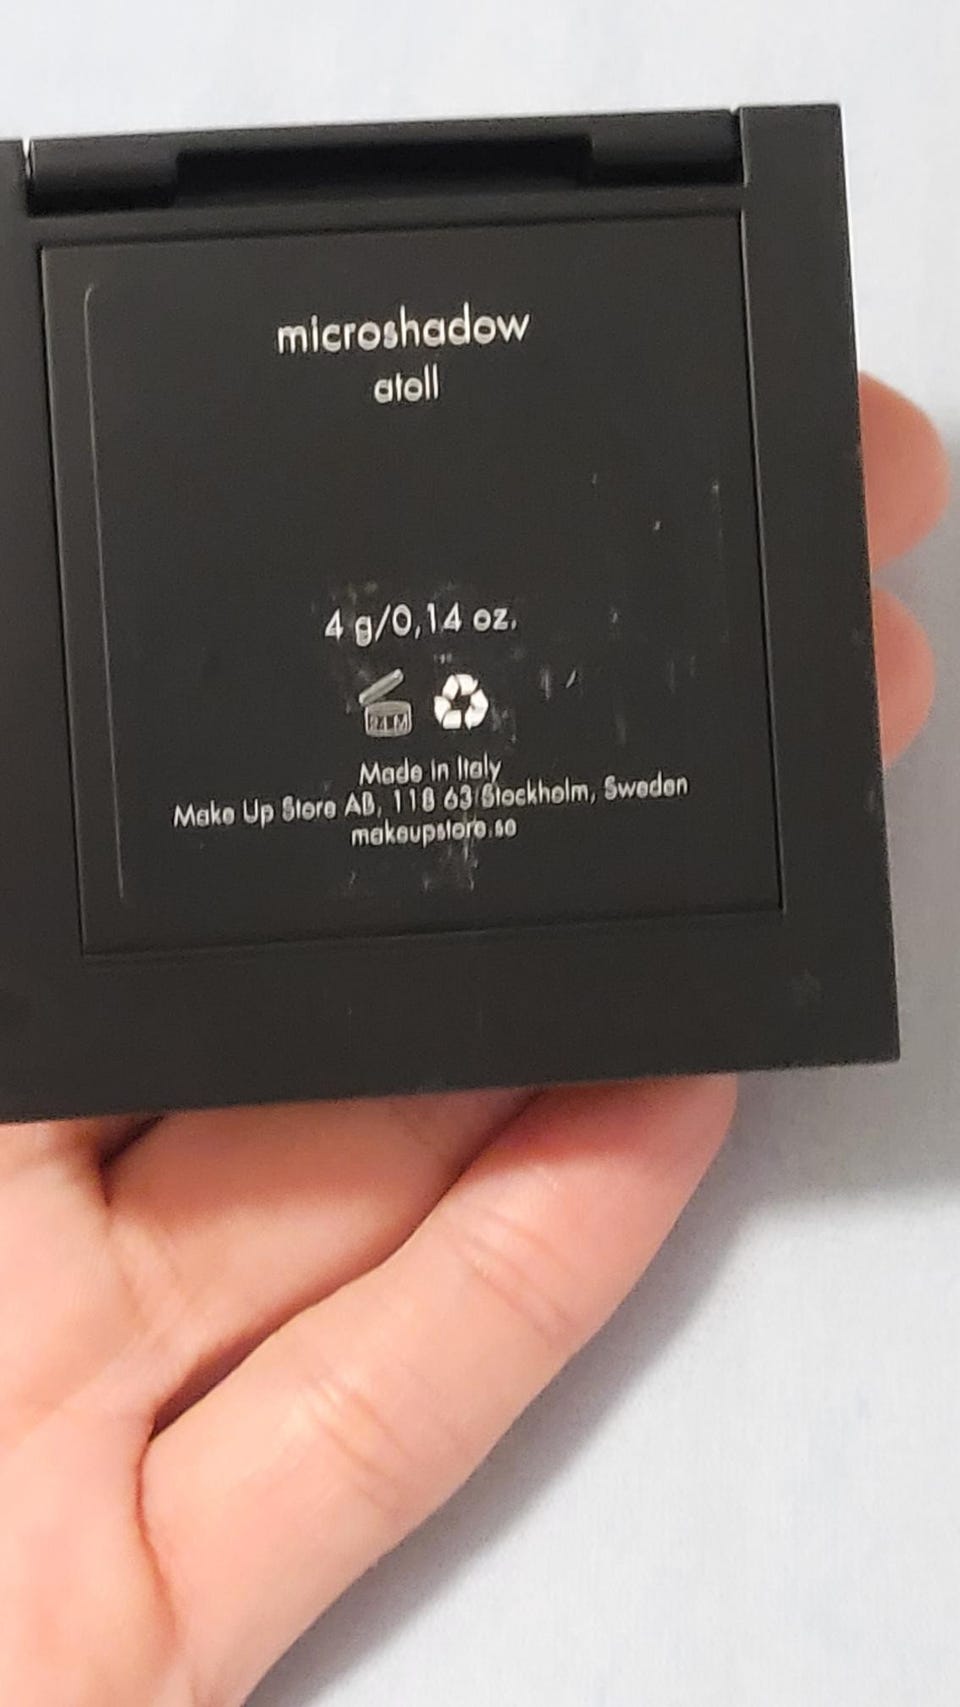 microshadow
atoll
4 g/0,14 oz.
24 M
Made in Italy
Make Up Store AB, 118 63 Stockholm, Sweden
makeupstore.se